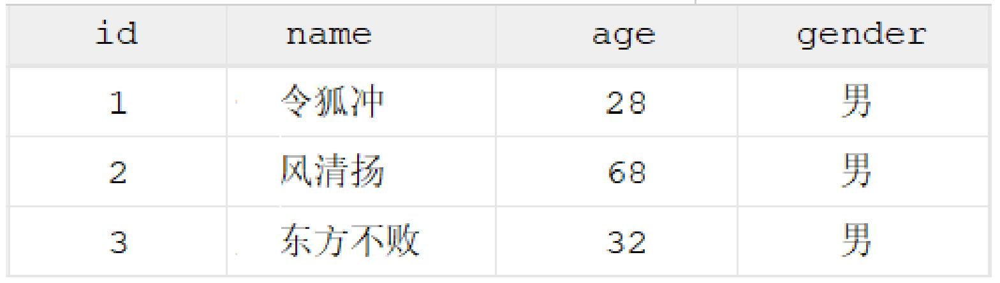 id name age gender
1 令狐冲 28 男
2 风清扬 68 男
3 东方不败 32 男